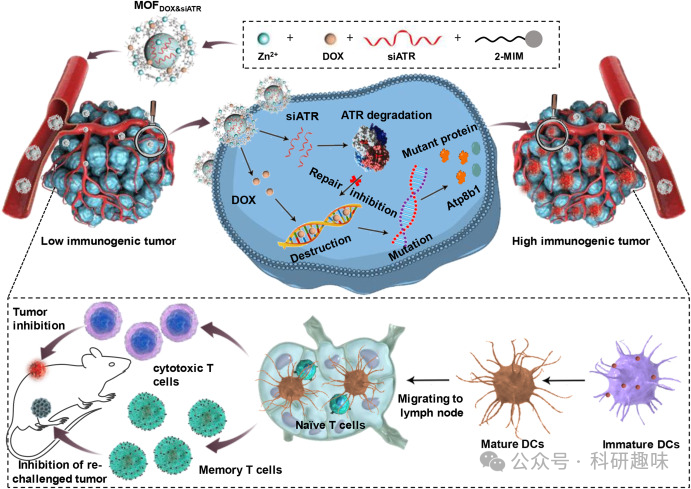 MOFDOX&siATR
Zn2+ + DOX + siATR + 2-MIM
siATR
ATR degradation
Mutant protein
Repair inhibition
DOX
Atp8b1
Destruction
Mutation
Low immunogenic tumor
High immunogenic tumor
Tumor
inhibition
cytotoxic T
cells
Naïve T cells
Migrating to
lymph node
Mature DCs
Immature DCs
Inhibition of re-
challenged tumor
Memory T cells
公众号·科研趣味